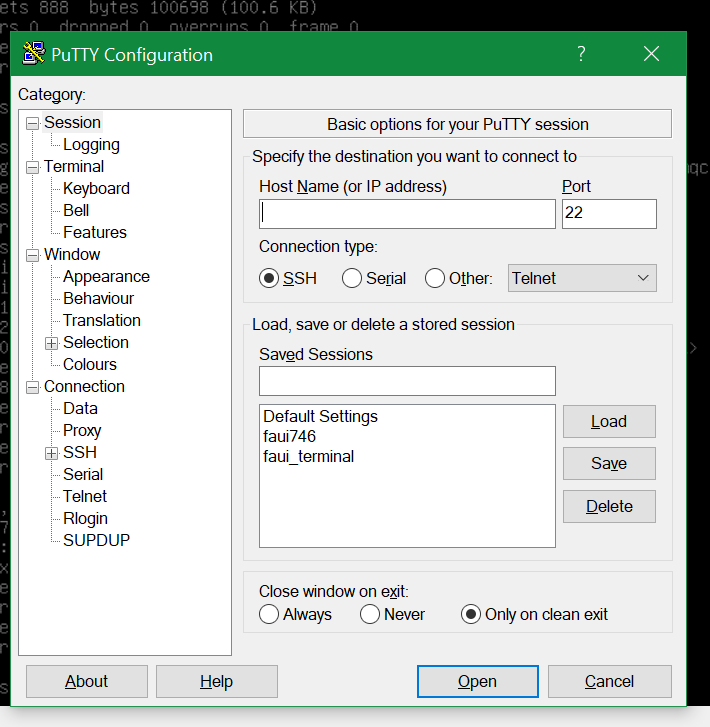 ets 888 bytes 100698 (100.6 KB)
rs 0 dropped 0 overruns 0 frame 0
PuTTY Configuration
?
Category:
Session
Logging
Terminal
Keyboard
Bell
Features
Window
Appearance
Behaviour
Translation
Selection
Colours
Connection
Data
Proxy
SSH
Serial
Telnet
Rlogin
SUPDUP
Basic options for your PuTTY session
Specify the destination you want to connect to
Host Name (or IP address) Port
22
Connection type:
SSH Serial Other: Telnet
Load, save or delete a stored session
Saved Sessions
Default Settings
faui746
faui_terminal
Load
Save
Delete
Close window on exit:
Always Never Only on clean exit
About Help Open Cancel